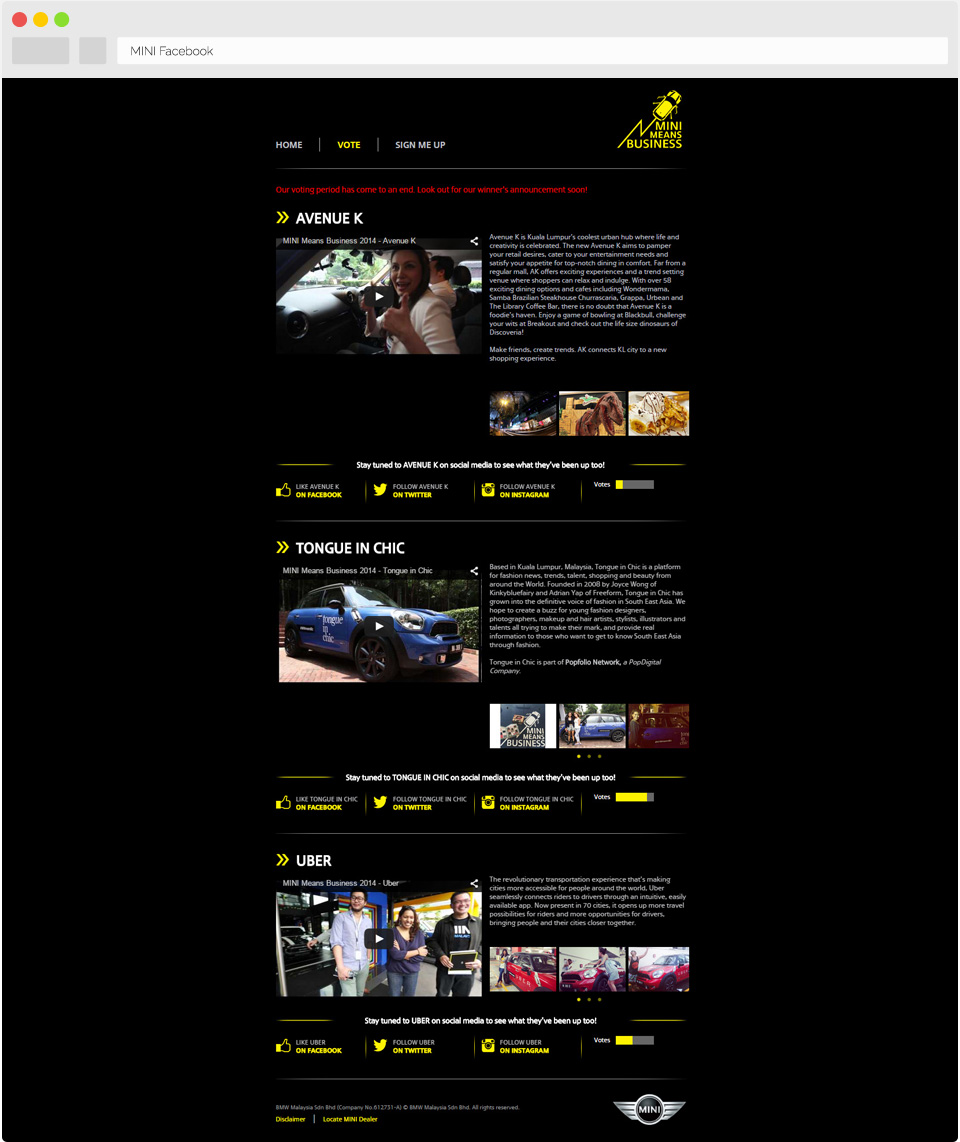 MINI Facebook
MINI
MEANS
BUSINESS
HOME
VOTE
SIGN ME UP
Our voting period has come to an end. Look out for our winner's announcement soon!
AVENUE K
MINI Means Business 2014 - Avenue K
Avenue K is Kuala Lumpur's coolest urban hub where life and
creativity is celebrated. The new Avenue K aims to pamper
your retail desires, cater to your entertainment needs and
satisfy your appetite for top-notch dining in comfort. Far from a
regular mall, AK offers exciting experiences and a trend setting
venue where shoppers can relax and indulge. With over 58
exciting dining options and cafes including Wondermama,
Samba Brazilian Steakhouse Churrascaria, Grappa, Urbean and
The Library Coffee Bar, there is no doubt that Avenue K is a
foodie's haven. Enjoy a game of bowling at Blackbull, challenge
your wits at Breakout and check out the life size dinosaurs of
Discoveria!
Make friends, create trends. AK connects KL city to a new
shopping experience.
Stay tuned to AVENUE K on social media to see what they've been up too!
LIKE AVENUE K
ON FACEBOOK
FOLLOW AVENUE K
ON TWITTER
FOLLOW AVENUE K
ON INSTAGRAM
Votes
TONGUE IN CHIC
MINI Means Business 2014 - Tongue in Chic
tongue
in
chic
Based in Kuala Lumpur, Malaysia, Tongue in Chic is a platform
for fashion news, trends, talent, shopping and beauty from
around the World. Founded in 2008 by Joyce Wong of
Kinkybluefairy and Adrian Yap of Freeform, Tongue in Chic has
grown into the definitive voice of fashion in South East Asia. We
hope to create a buzz for young fashion designers,
photographers, makeup and hair artists, stylists, illustrators and
talents all trying to make their mark, and provide real
information to those who want to get to know South East Asia
through fashion.
Tongue in Chic is part of Popfolio Network, a PopDigital
Company.
MINI
MEANS
BUSINESS
Stay tuned to TONGUE IN CHIC on social media to see what they've been up too!
LIKE TONGUE IN CHIC
ON FACEBOOK
FOLLOW TONGUE IN CHIC
ON TWITTER
FOLLOW TONGUE IN CHIC
ON INSTAGRAM
Votes
UBER
MINI Means Business 2014 - Uber
The revolutionary transportation experience that's making
cities more accessible for people around the world, Uber
seamlessly connects riders to drivers through an intuitive, easily
available app. Now present in 70 cities, it opens up more travel
possibilities for riders and more opportunities for drivers,
bringing people and their cities closer together.
UBER
Stay tuned to UBER on social media to see what they've been up too!
LIKE UBER
ON FACEBOOK
FOLLOW UBER
ON TWITTER
FOLLOW UBER
ON INSTAGRAM
Votes
BMW Malaysia Sdn Bhd (Company No.612731-A) © BMW Malaysia Sdn Bhd. All rights reserved.
Disclaimer
Locate MINI Dealer
MINI